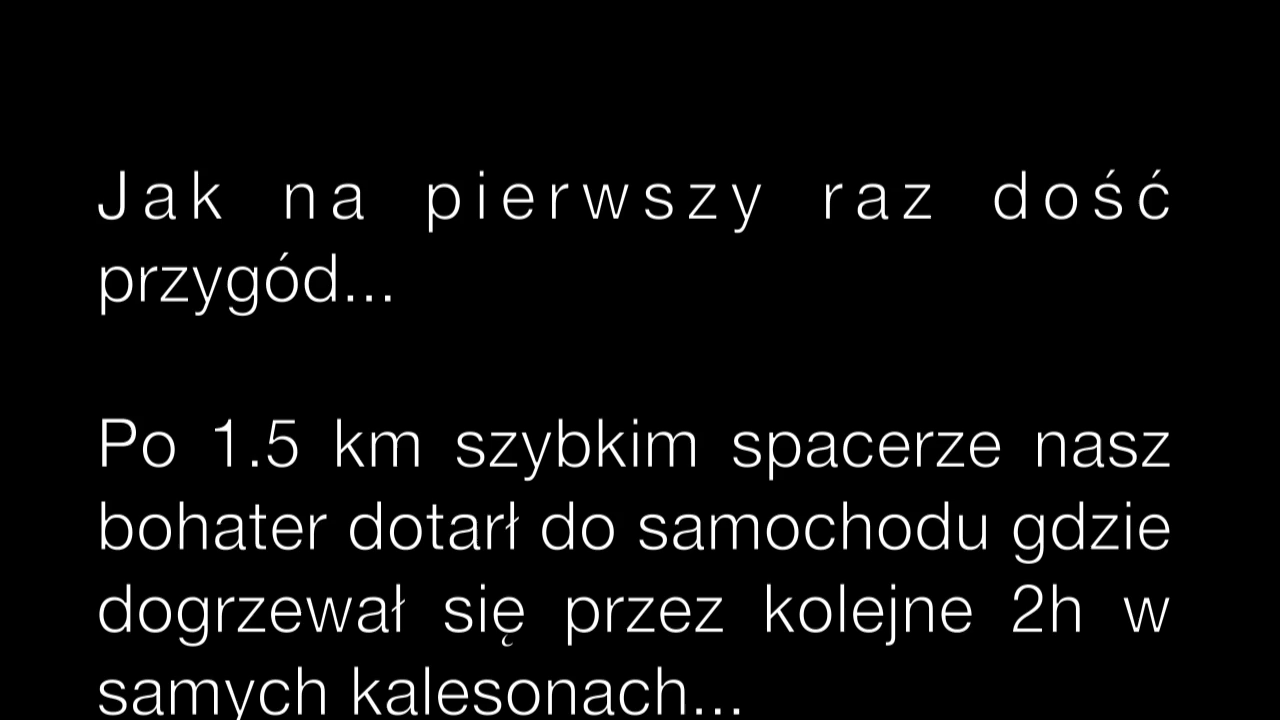 Jak na pierwszy raz dość
przygód...
Po 1.5 km szybkim spacerze nasz
bohater dotarł do samochodu gdzie
dogrzewał się przez kolejne 2h w
samych kalesonach...